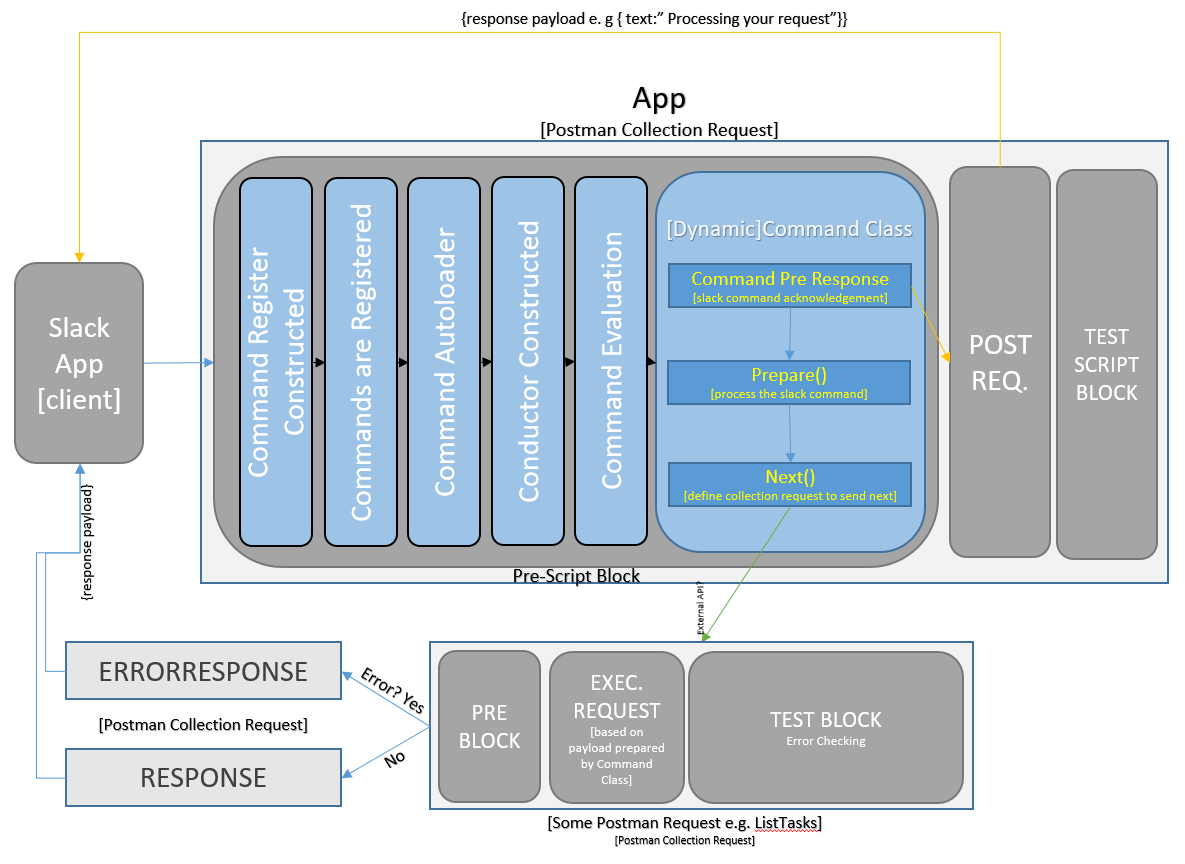 {response payload e. g { text:” Processing your request”}}
App
[Postman Collection Request]
Slack
App
[client]
Command Register
Constructed
Commands are Registered
Command Autoloader
Conductor Constructed
Command Evaluation
[Dynamic]Command Class
Command Pre Response
[slack command acknowledgement]
Prepare()
[process the slack command]
Next()
[define collection request to send next]
POST
REQ.
TEST
SCRIPT
BLOCK
Pre-Script Block
{response payload}
External API?
ERRORRESPONSE
[Postman Collection Request]
RESPONSE
Error? Yes
No
PRE
BLOCK
EXEC.
REQUEST
[based on
payload prepared
by Command
Class]
TEST BLOCK
Error Checking
[Some Postman Request e.g. ListTasks]
[Postman Collection Request]